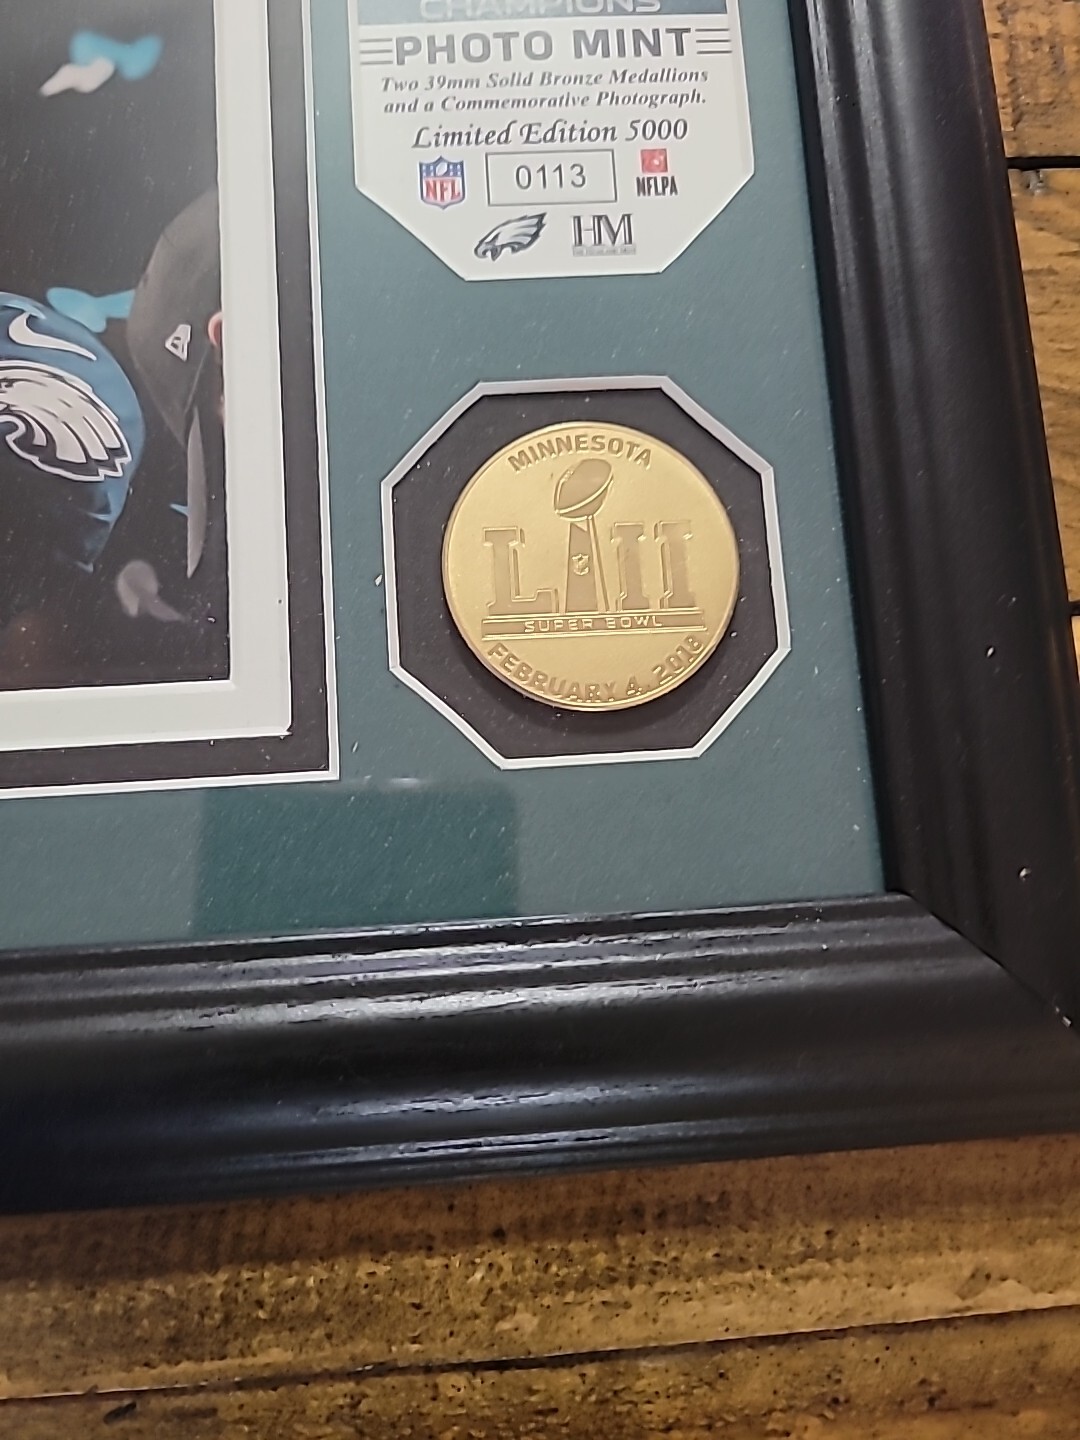 CHAMPIONS
PHOTO MINT
Two 39mm Solid Bronze Medallions
and a Commemorative Photograph.
Limited Edition 5000
NFL
0113
NFLPA
HM
MINNESOTA
LII
SUPER BOWL
FEBRUARY 4, 2018